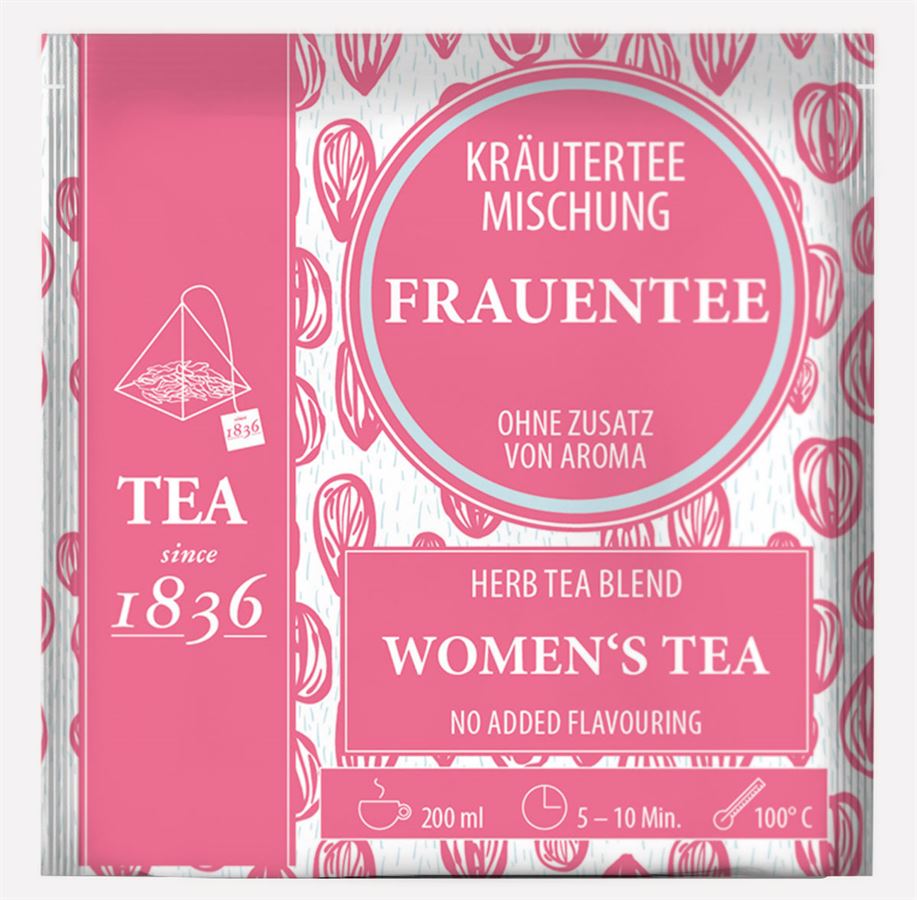 KRÄUTERTEE
MISCHUNG
FRAUENTEE
OHNE ZUSATZ
VON AROMA
since
1836
TEA
since
1836
HERB TEA BLEND
WOMEN‘S TEA
NO ADDED FLAVOURING
200 ml
5 – 10 Min.
100° C